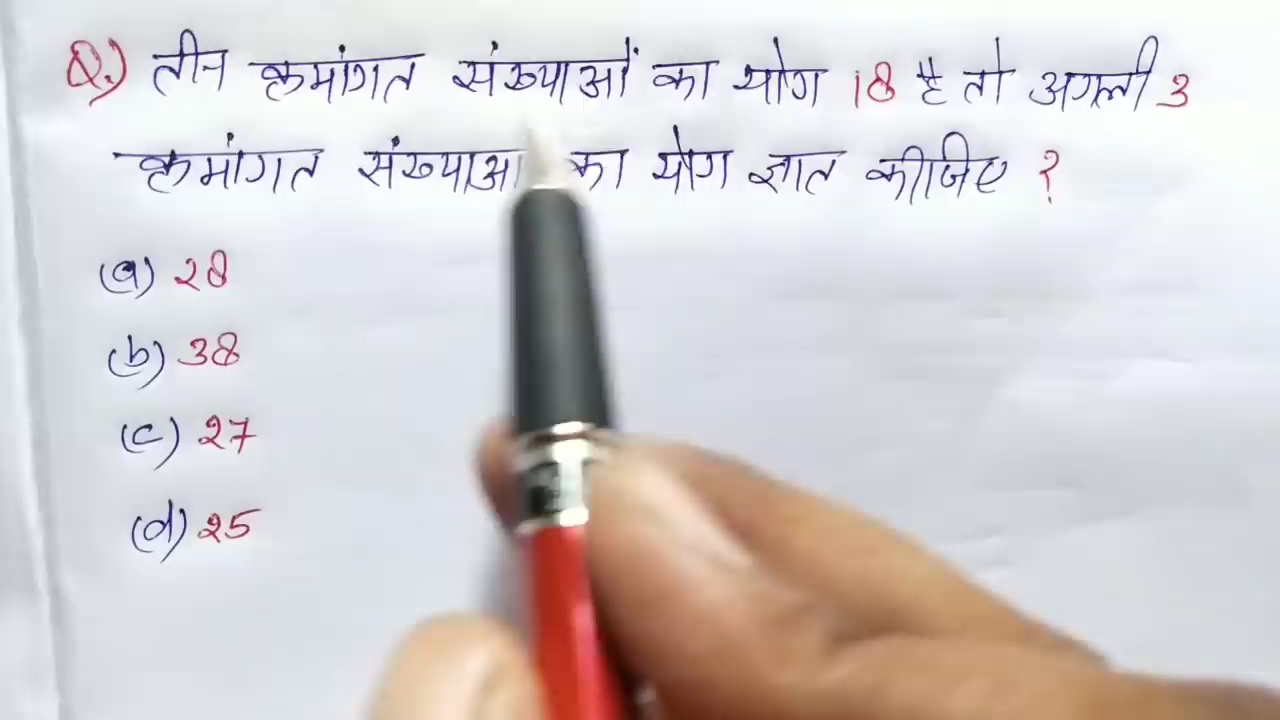 Q.) तीन क्रमांगत संख्याओं का योग 18 है तो अगली 3
क्रमांगत संख्याओ का योग ज्ञात कीजिए ?
(a) 28
(b) 38
(c) 27
(d) 25